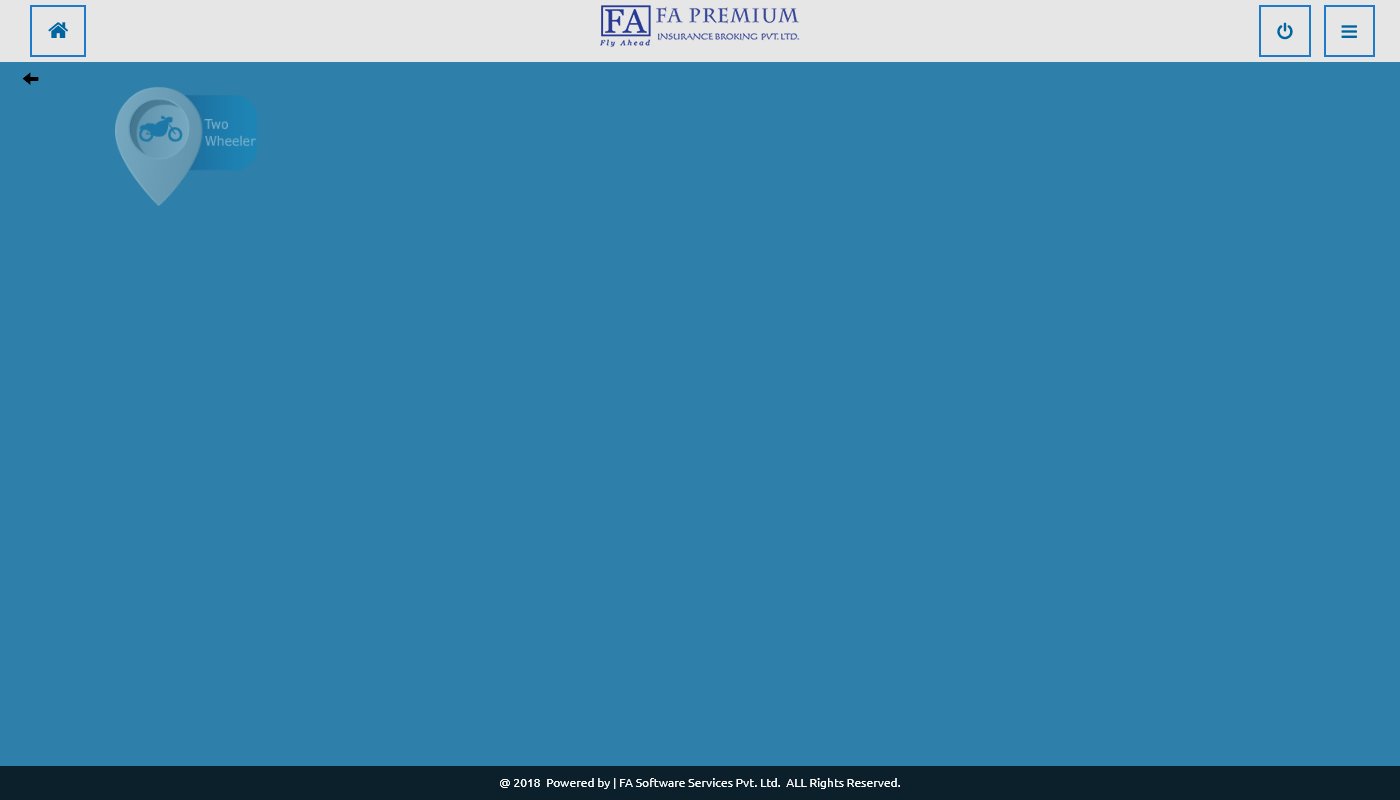 FA
Fly Ahead
FA PREMIUM
INSURANCE BROKING PVT. LTD.
Two
Wheeler
@ 2018 Powered by | FA Software Services Pvt. Ltd. ALL Rights Reserved.